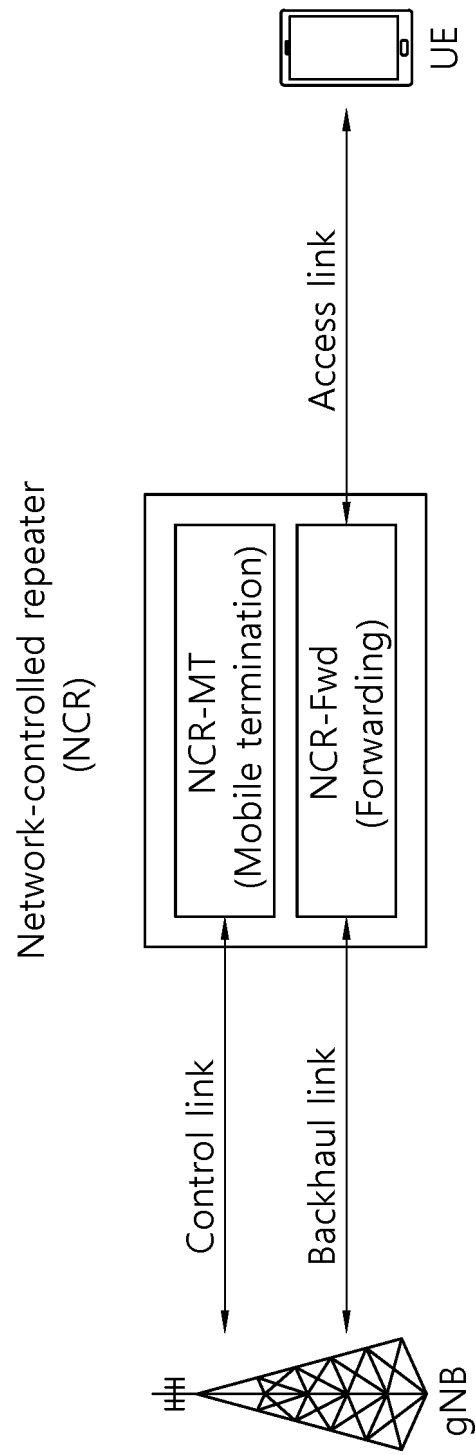 Network-controlled repeater
(NCR)
Control link
NCR-MT
(Mobile termination)
Backhaul link
NCR-Fwd
(Forwarding)
Access link
gNB
UE